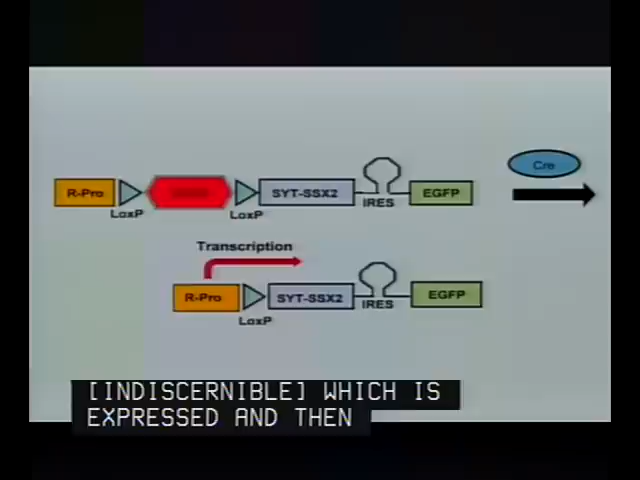 Cre
R-Pro SYT-SSX2 EGFP
LoxP LoxP IRES
Transcription
R-Pro SYT-SSX2 EGFP
LoxP IRES
[INDISCERNIBLE] WHICH IS
EXPRESSED AND THEN